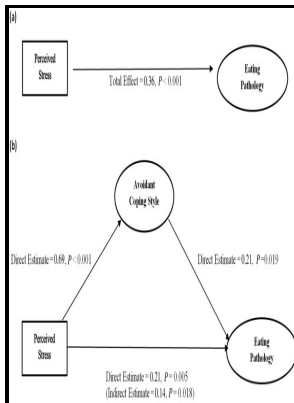 (a)
Perceived
Stress
Eating
Pathology
Total Effect = 0.36, P < 0.001
(b)
Avoidant
Coping Style
Direct Estimate = 0.69, P < 0.001
Direct Estimate = 0.21, P = 0.019
Perceived
Stress
Eating
Pathology
Direct Estimate = 0.21, P = 0.005
(Indirect Estimate = 0.14, P = 0.018)